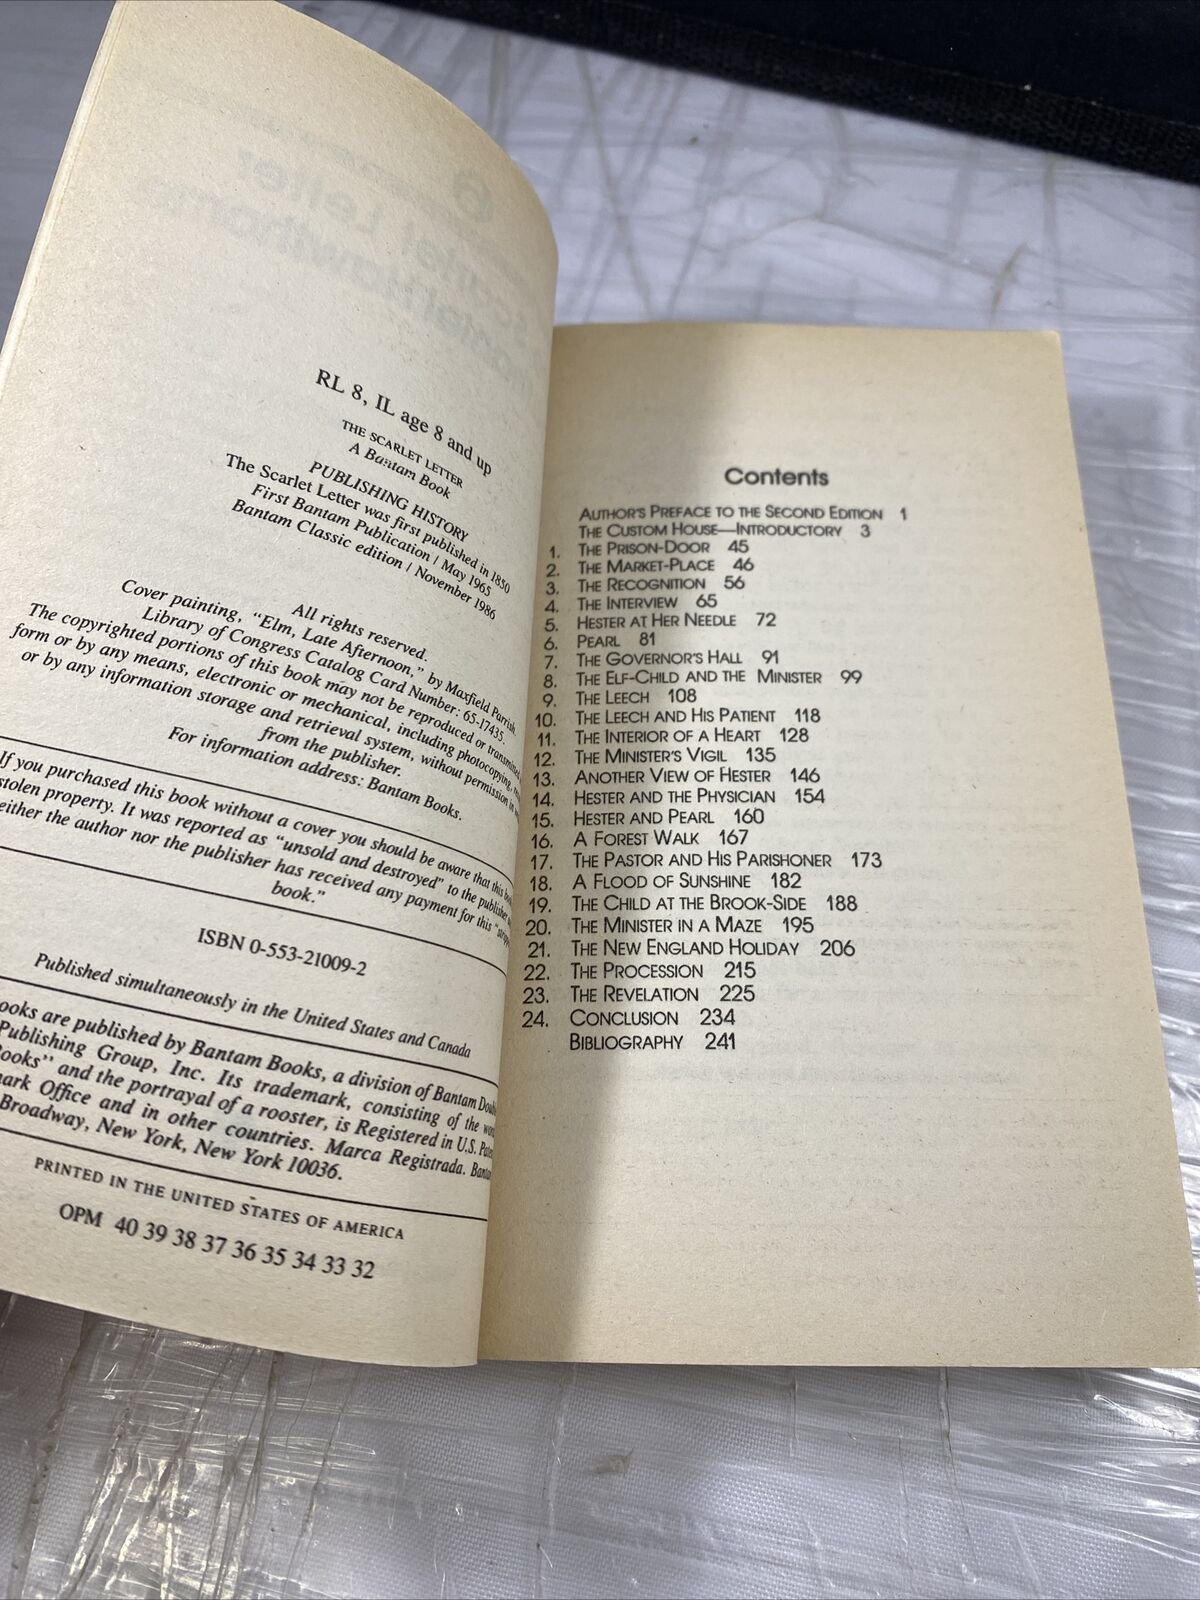 RL 8, IL age 8 and up
THE SCARLET LETTER
A Bantam Book
PUBLISHING HISTORY
The Scarlet Letter was first published in 1850
First Bantam Publication / May 1965
Bantam Classic edition / November 1986
All rights reserved.
Cover painting, "Elm, Late Afternoon," by Maxfield Parrish.
Library of Congress Catalog Card Number: 65-17435.
The copyrighted portions of this book may not be reproduced or transmitted
form or by any means, electronic or mechanical, including photocopying,
or by any information storage and retrieval system, without permission in
from the publisher.
For information address: Bantam Books.
If you purchased this book without a cover you should be aware that this
stolen property. It was reported as "unsold and destroyed" to the publisher
either the author nor the publisher has received any payment for this
book."
ISBN 0-553-21009-2
Published simultaneously in the United States and Canada
ooks are published by Bantam Books, a division of Bantam
Publishing Group, Inc. Its trademark, consisting of the
Books" and the portrayal of a rooster, is Registered in U.S.
Office and in other countries. Marca Registrada.
Broadway, New York, New York 10036.
PRINTED IN THE UNITED STATES OF AMERICA
OPM 40 39 38 37 36 35 34 33 32
Contents
AUTHOR'S PREFACE TO THE SECOND EDITION 1
THE CUSTOM HOUSE—INTRODUCTORY 3
1. THE PRISON-DOOR 45
2. THE MARKET-PLACE 46
3. THE RECOGNITION 56
4. THE INTERVIEW 65
5. HESTER AT HER NEEDLE 72
6. PEARL 81
7. THE GOVERNOR'S HALL 91
8. THE ELF-CHILD AND THE MINISTER 99
9. THE LEECH 108
10. THE LEECH AND HIS PATIENT 118
11. THE INTERIOR OF A HEART 128
12. THE MINISTER'S VIGIL 135
13. ANOTHER VIEW OF HESTER 146
14. HESTER AND THE PHYSICIAN 154
15. HESTER AND PEARL 160
16. A FOREST WALK 167
17. THE PASTOR AND HIS PARISHONER 173
18. A FLOOD OF SUNSHINE 182
19. THE CHILD AT THE BROOK-SIDE 188
20. THE MINISTER IN A MAZE 195
21. THE NEW ENGLAND HOLIDAY 206
22. THE PROCESSION 215
23. THE REVELATION 225
24. CONCLUSION 234
BIBLIOGRAPHY 241